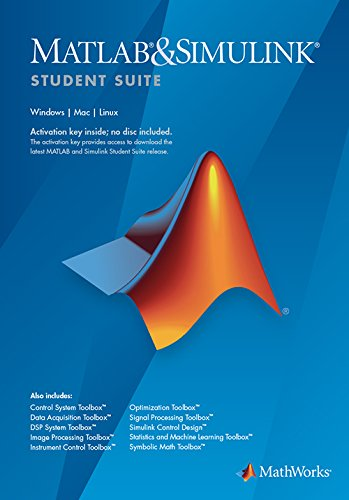 MATLAB®&SIMULINK®
STUDENT SUITE
Windows | Mac | Linux
Activation key inside; no disc included.
The activation key provides access to download the
latest MATLAB and Simulink Student Suite release.
®
Also includes:
Control System Toolbox™
Data Acquisition Toolbox™
DSP System Toolbox™
Image Processing Toolbox™
Instrument Control Toolbox™
Optimization Toolbox™
Signal Processing Toolbox™
Simulink Control Design™
Statistics and Machine Learning Toolbox™
Symbolic Math Toolbox™
MathWorks®